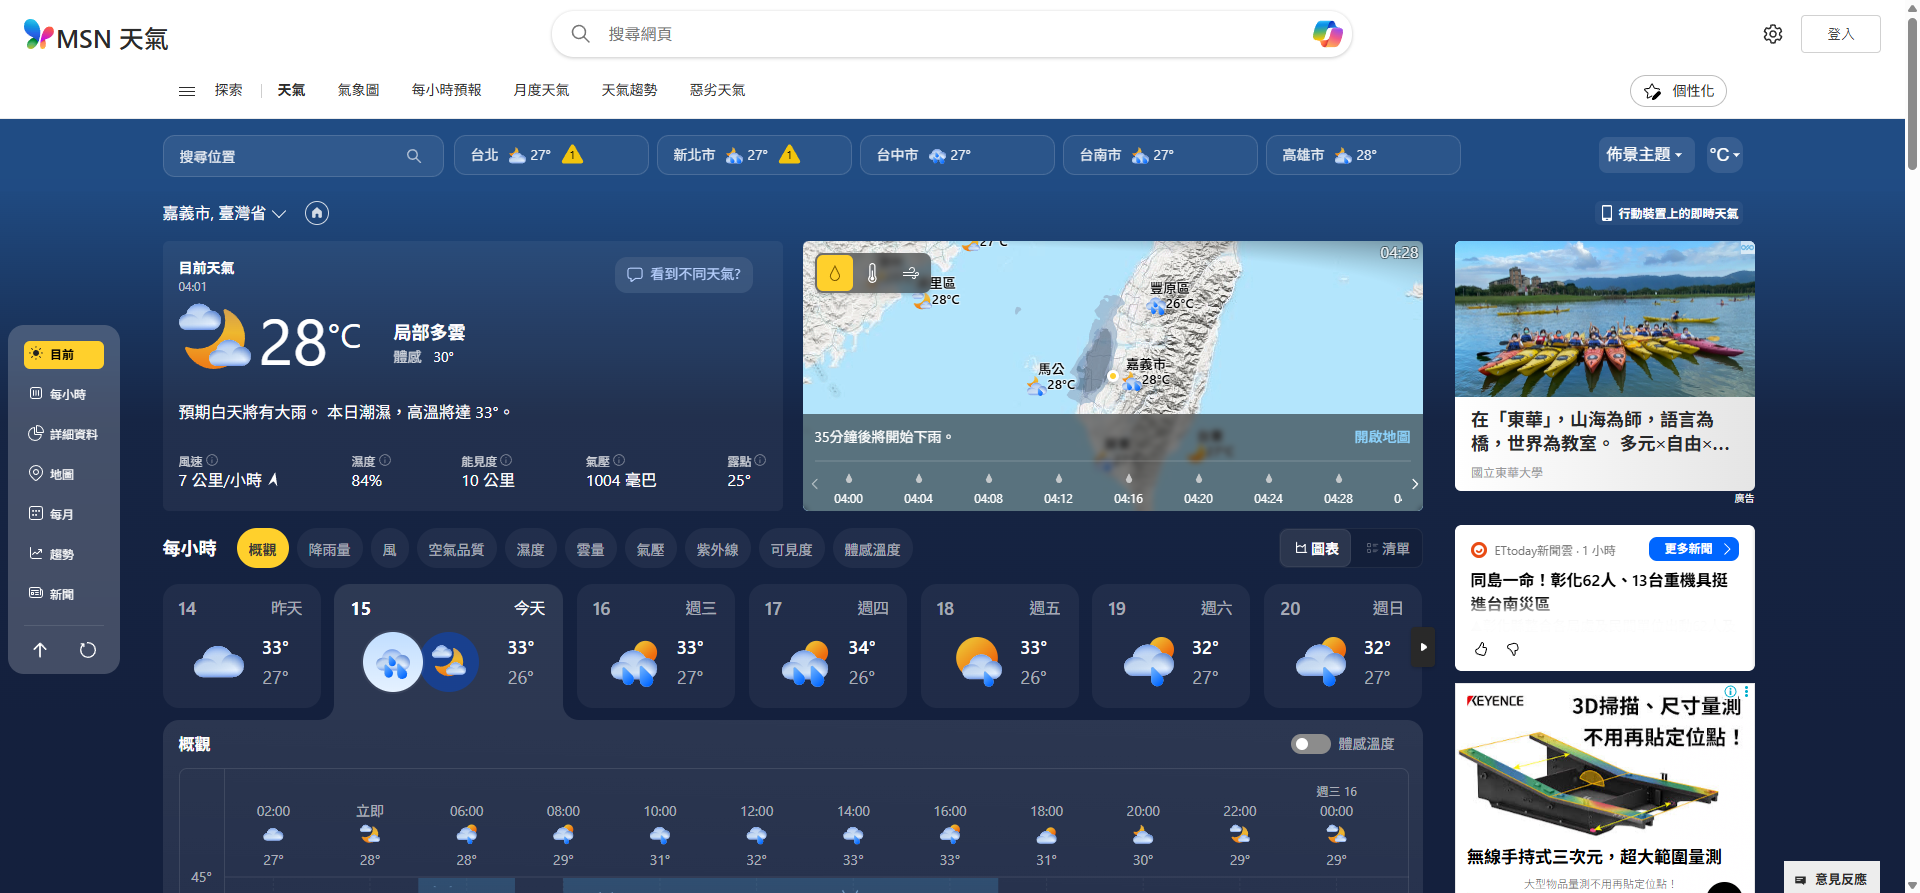 MSN 天氣
搜尋網頁
登入
探索
天氣
氣象圖
每小時預報
月度天氣
天氣趨勢
惡劣天氣
個性化
搜尋位置
台北 27° 1
新北市 27° 1
台中市 27°
台南市 27°
高雄市 28°
佈景主題
°C
嘉義市, 臺灣省
行動裝置上的即時天氣
目前天氣
04:01
看到不同天氣?
28°C
局部多雲
體感 30°
預期白天將有大雨。 本日潮濕，高溫將達 33°。
風速 濕度 能見度 氣壓 露點
7 公里/小時 84% 10 公里 1004 毫巴 25°
27°C
04:28
里區
28°C
豐原區
26°C
馬公
28°C
嘉義市
28°C
35分鐘後將開始下雨。
開啟地圖
04:00 04:04 04:08 04:12 04:16 04:20 04:24 04:28
目前
每小時
詳細資料
地圖
每月
趨勢
新聞
在「東華」，山海為師，語言為
橋，世界為教室。 多元×自由×...
國立東華大學
廣告
每小時
概觀
降雨量
風
空氣品質
濕度
雲量
氣壓
紫外線
可見度
體感溫度
圖表
清單
14 昨天
33°
27°
15 今天
33°
26°
16 週三
33°
27°
17 週四
34°
26°
18 週五
33°
26°
19 週六
32°
27°
20 週日
32°
27°
ETtoday新聞雲 · 1 小時
更多新聞
同島一命！彰化62人、13台重機具挺
進台南災區
概觀
體感溫度
週三 16
02:00 立即 06:00 08:00 10:00 12:00 14:00 16:00 18:00 20:00 22:00 00:00
27° 28° 28° 29° 31° 32° 33° 33° 31° 30° 29° 29°
45°
KEYENCE
3D掃描、尺寸量測
不用再貼定位點！
無線手持式三次元，超大範圍量測
大型物品量測不用再貼定位點！
意見反應